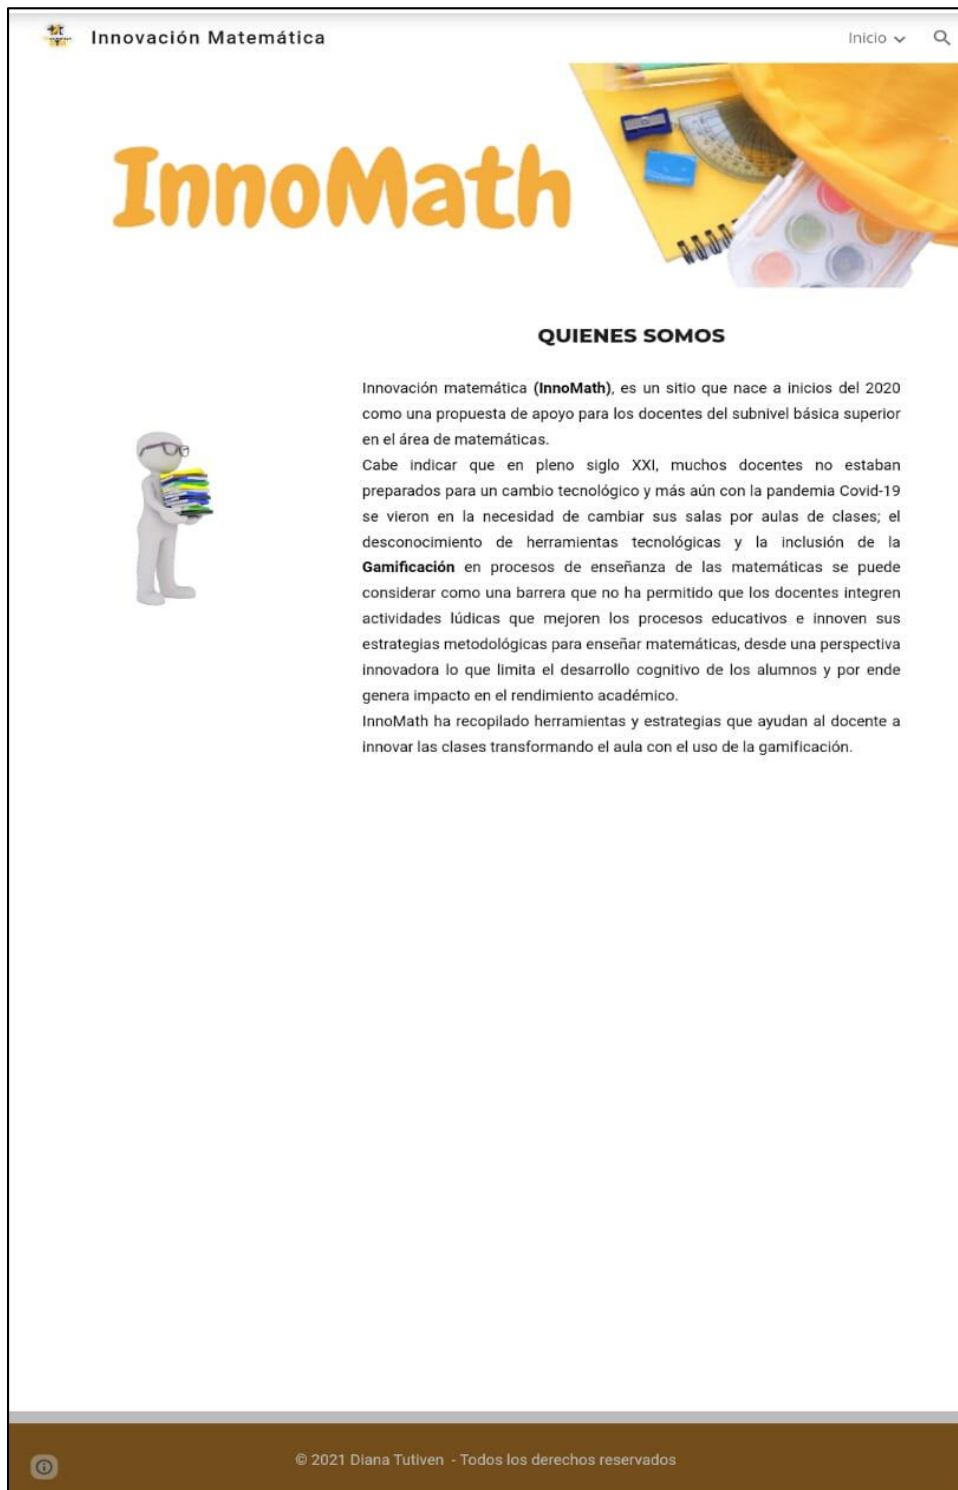 Innovación Matemática
Inicio
InnoMath
QUIENES SOMOS
Innovación matemática (InnoMath), es un sitio que nace a inicios del 2020
como una propuesta de apoyo para los docentes del subnivel básica superior
en el área de matemáticas.
Cabe indicar que en pleno siglo XXI, muchos docentes no estaban
preparados para un cambio tecnológico y más aún con la pandemia Covid-19
se vieron en la necesidad de cambiar sus salas por aulas de clases; el
desconocimiento de herramientas tecnológicas y la inclusión de la
Gamificación en procesos de enseñanza de las matemáticas se puede
considerar como una barrera que no ha permitido que los docentes integren
actividades lúdicas que mejoren los procesos educativos e innoven sus
estrategias metodológicas para enseñar matemáticas, desde una perspectiva
innovadora lo que limita el desarrollo cognitivo de los alumnos y por ende
genera impacto en el rendimiento académico.
InnoMath ha recopilado herramientas y estrategias que ayudan al docente a
innovar las clases transformando el aula con el uso de la gamificación.
© 2021 Diana Tutiven - Todos los derechos reservados